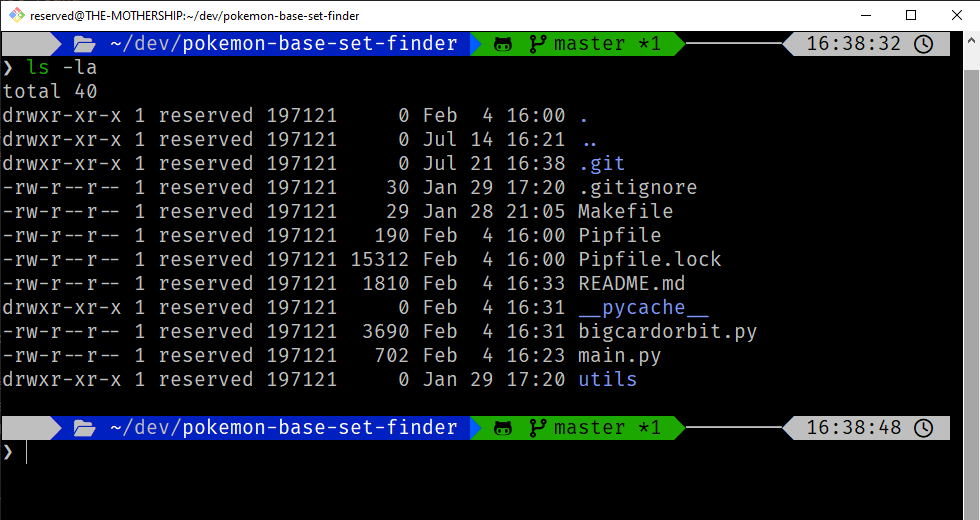 reserved@THE-MOTHERSHIP:~/dev/pokemon-base-set-finder
~/dev/pokemon-base-set-finder master *1 16:38:32
❯ ls -la
total 40
drwxr-xr-x 1 reserved 197121     0 Feb  4 16:00 .
drwxr-xr-x 1 reserved 197121     0 Jul 14 16:21 ..
drwxr-xr-x 1 reserved 197121     0 Jul 21 16:38 .git
-rw-r--r-- 1 reserved 197121    30 Jan 29 17:20 .gitignore
-rw-r--r-- 1 reserved 197121    29 Jan 28 21:05 Makefile
-rw-r--r-- 1 reserved 197121   190 Feb  4 16:00 Pipfile
-rw-r--r-- 1 reserved 197121 15312 Feb  4 16:00 Pipfile.lock
-rw-r--r-- 1 reserved 197121  1810 Feb  4 16:33 README.md
drwxr-xr-x 1 reserved 197121     0 Feb  4 16:31 __pycache__
-rw-r--r-- 1 reserved 197121  3690 Feb  4 16:31 bigcardorbit.py
-rw-r--r-- 1 reserved 197121   702 Feb  4 16:23 main.py
drwxr-xr-x 1 reserved 197121     0 Jan 29 17:20 utils
~/dev/pokemon-base-set-finder master *1 16:38:48
❯